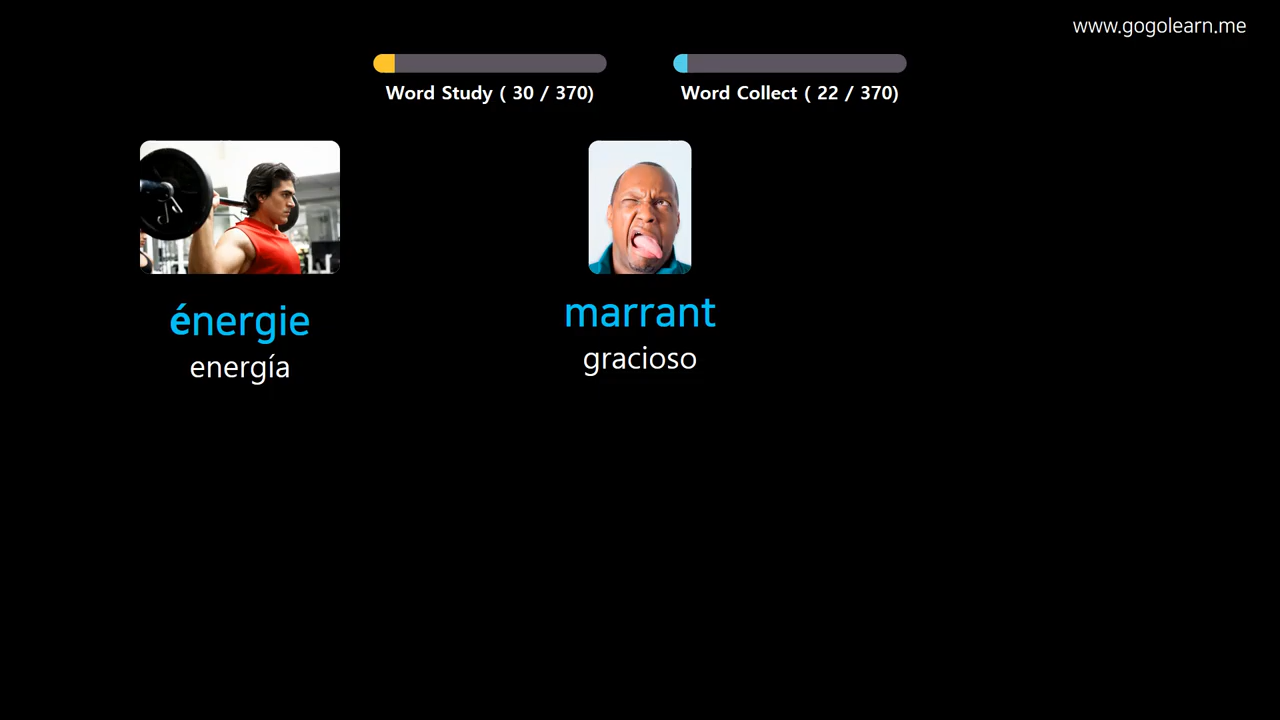 www.gogolearn.me
Word Study ( 30 / 370)
Word Collect ( 22 / 370)
énergie
energía
marrant
gracioso